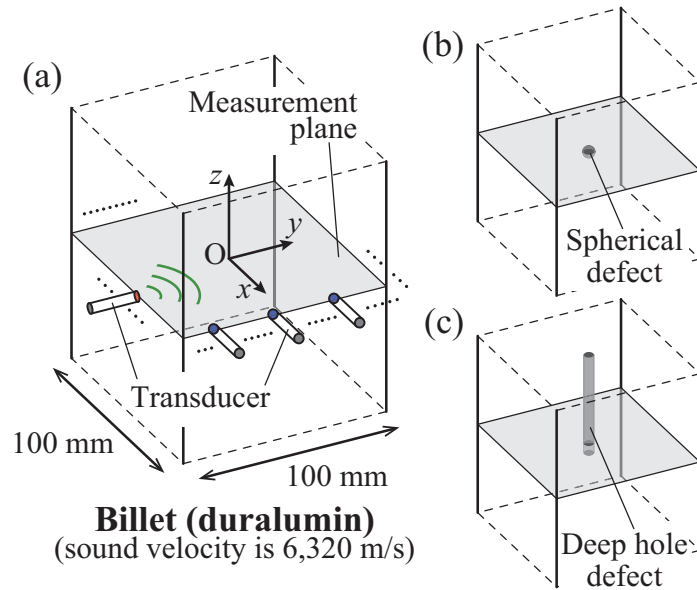 (a)
Measurement
plane
z
y
O
x
Transducer
100 mm
100 mm
Billet (duralumin)
(sound velocity is 6,320 m/s)
(b)
Spherical
defect
(c)
Deep hole
defect